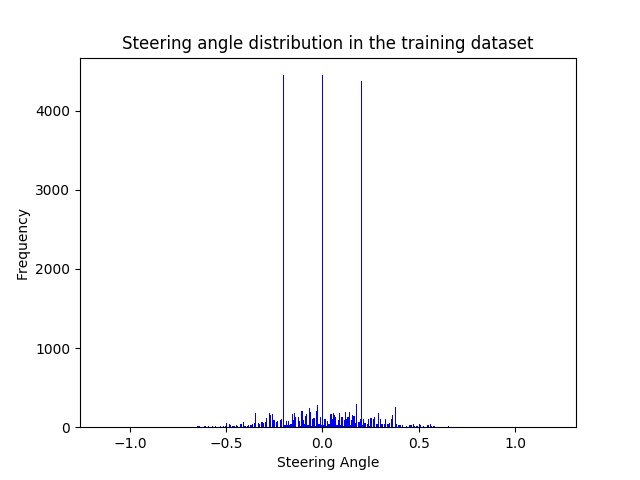 Steering angle distribution in the training dataset
4000
3000
2000
1000
0
Frequency
−1.0 −0.5 0.0 0.5 1.0
Steering Angle